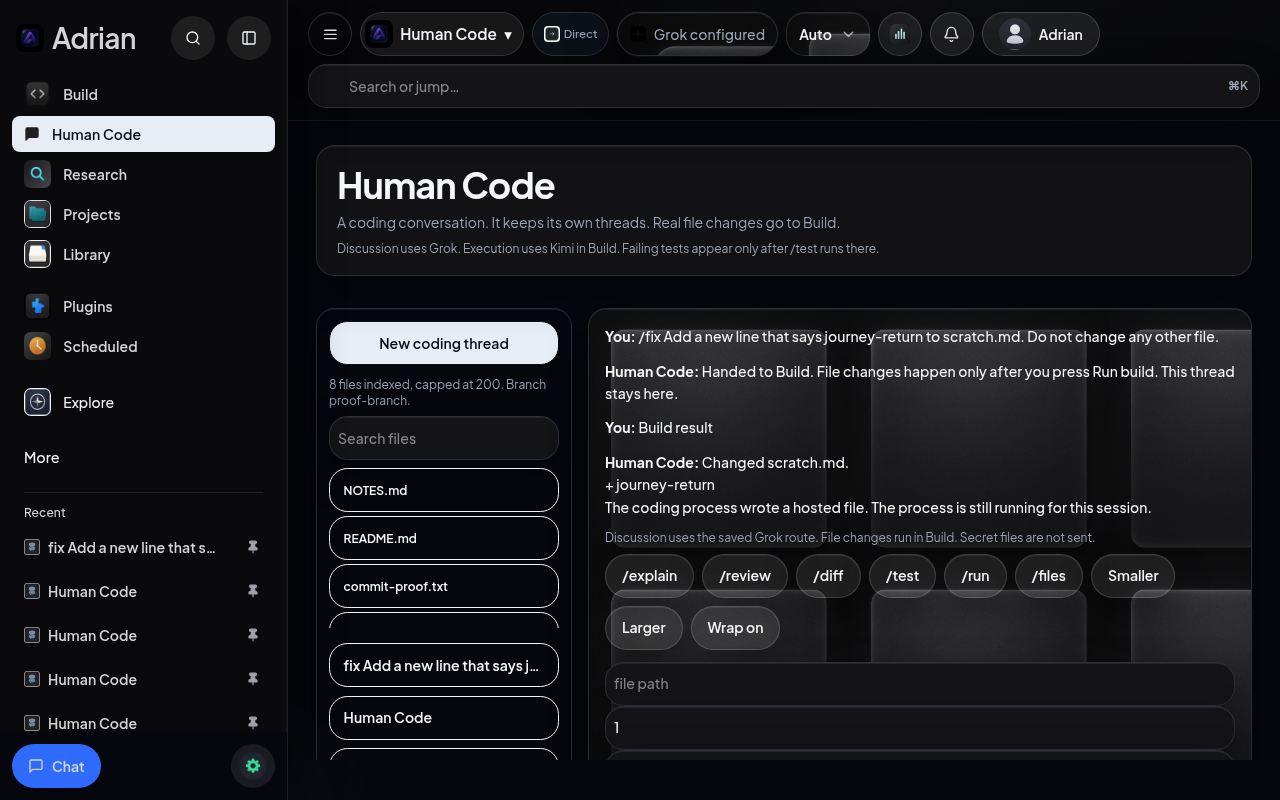 Adrian
Build
Human Code
Research
Projects
Library
Plugins
Scheduled
Explore
More
Recent
fix Add a new line that s…
Human Code
Human Code
Human Code
Human Code
Chat
Human Code ▾
Direct
Grok configured
Auto
Adrian
Search or jump…
⌘K
Human Code
A coding conversation. It keeps its own threads. Real file changes go to Build.
Discussion uses Grok. Execution uses Kimi in Build. Failing tests appear only after /test runs there.
New coding thread
8 files indexed, capped at 200. Branch
proof-branch.
Search files
NOTES.md
README.md
commit-proof.txt
fix Add a new line that says j…
Human Code
You: /fix Add a new line that says journey-return to scratch.md. Do not change any other file.
Human Code: Handed to Build. File changes happen only after you press Run build. This thread
stays here.
You: Build result
Human Code: Changed scratch.md.
+ journey-return
The coding process wrote a hosted file. The process is still running for this session.
Discussion uses the saved Grok route. File changes run in Build. Secret files are not sent.
/explain
/review
/diff
/test
/run
/files
Smaller
Larger
Wrap on
file path
1